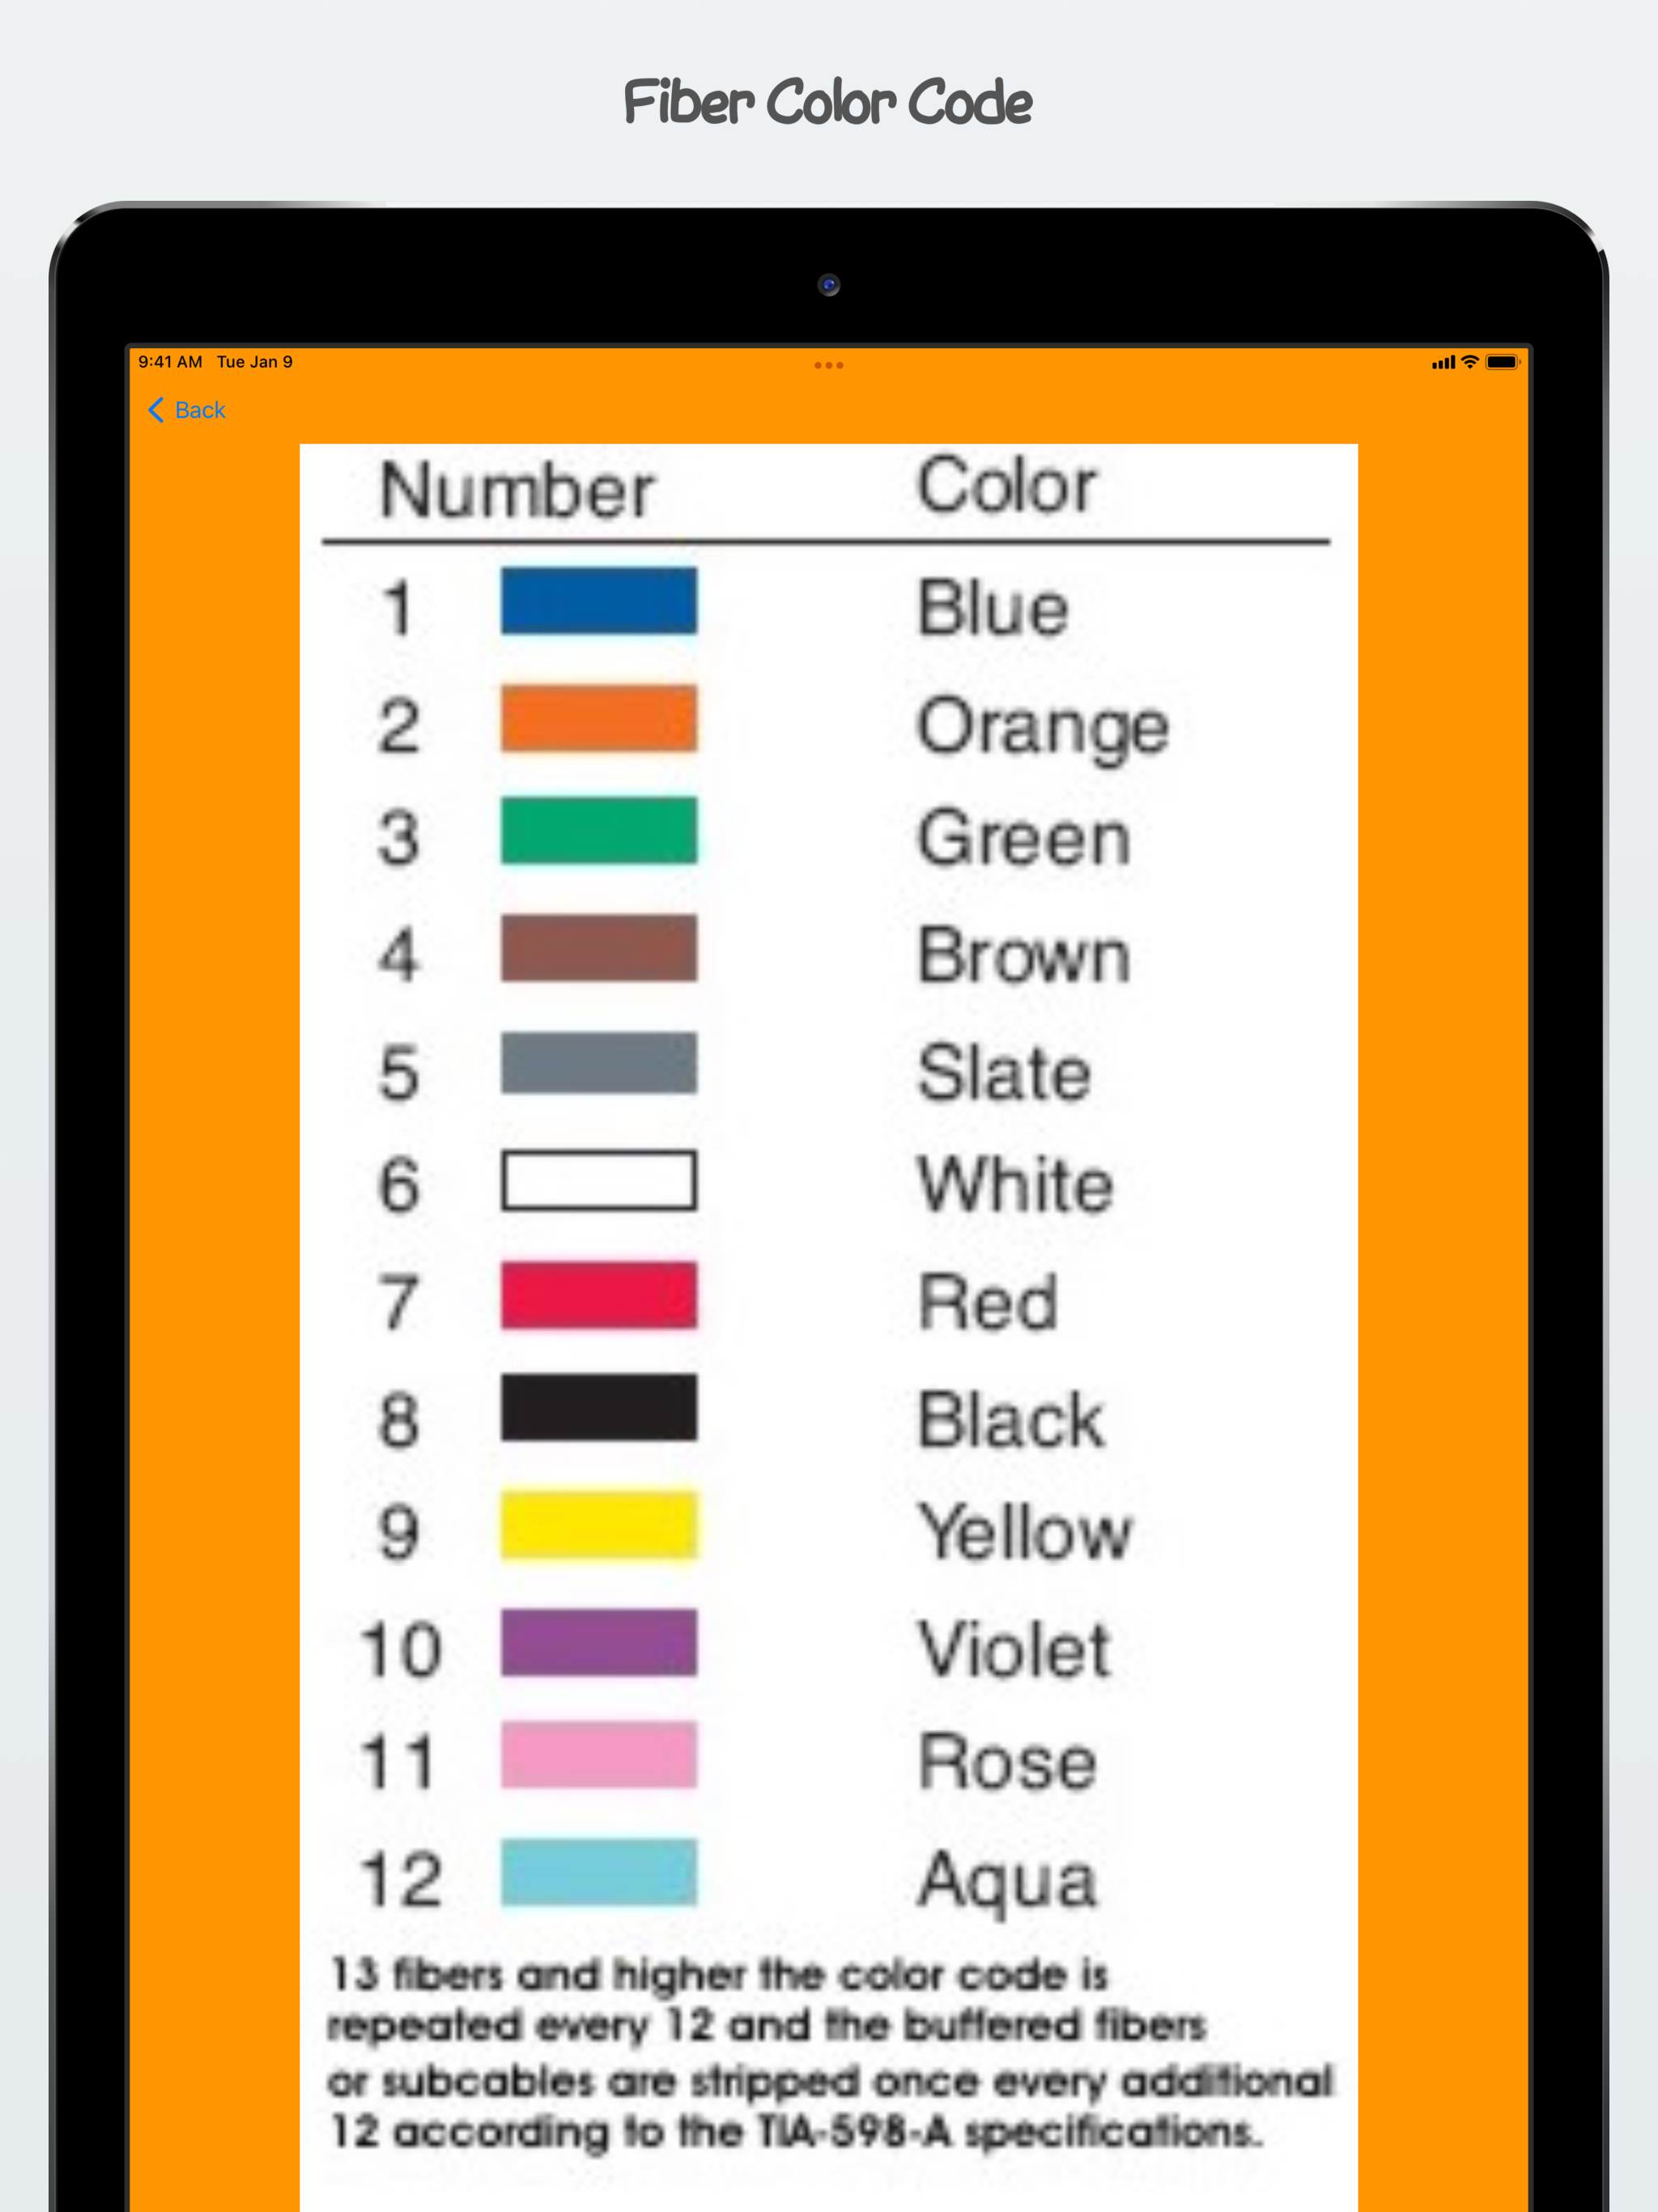 Fiber Color Code
9:41 AM Tue Jan 9
Back
Number Color
1 Blue
2 Orange
3 Green
4 Brown
5 Slate
6 White
7 Red
8 Black
9 Yellow
10 Violet
11 Rose
12 Aqua
13 fibers and higher the color code is
repeated every 12 and the buffered fibers
or subcables are stripped once every additional
12 according to the TIA-598-A specifications.